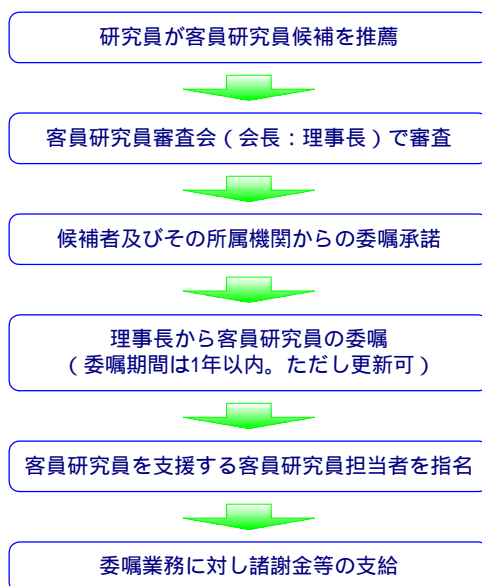 研究員が客員研究員候補を推薦
客員研究員審査会（会長：理事長）で審査
候補者及びその所属機関からの委嘱承諾
理事長から客員研究員の委嘱
（委嘱期間は1年以内。ただし更新可）
客員研究員を支援する客員研究員担当者を指名
委嘱業務に対し諸謝金等の支給